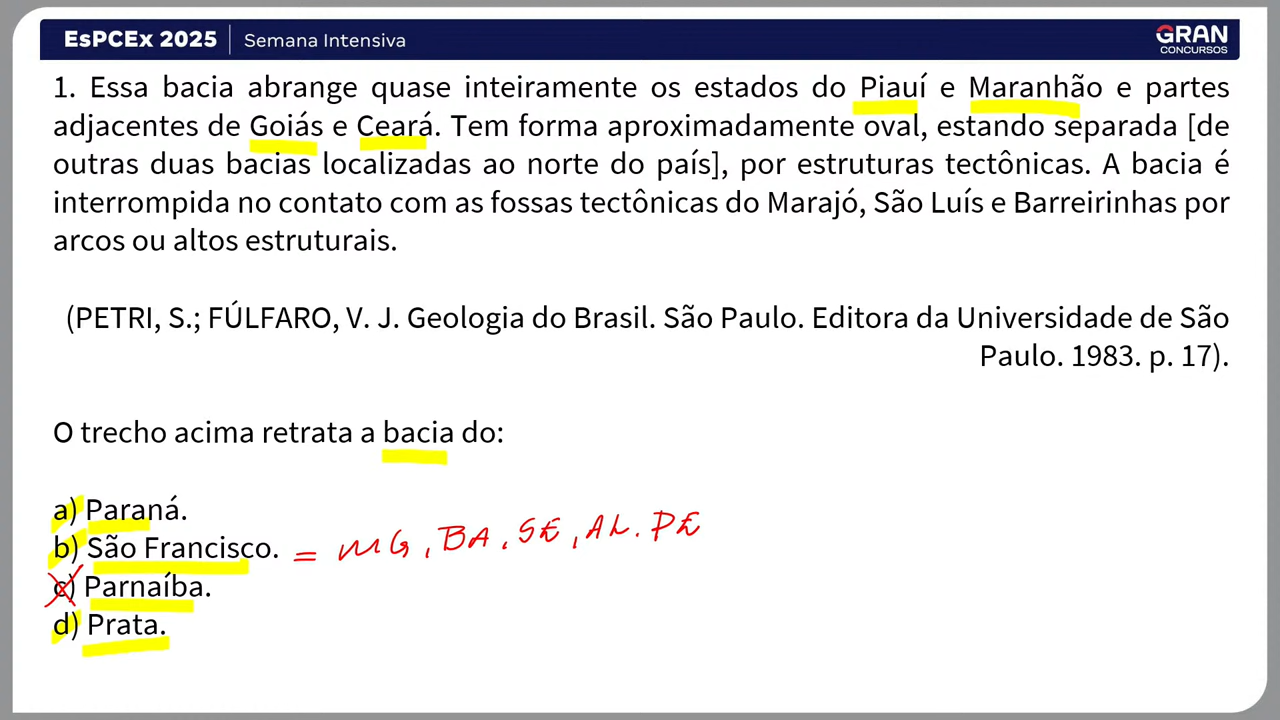 EsPCEx 2025 | Semana Intensiva
GRAN
CONCURSOS
1. Essa bacia abrange quase inteiramente os estados do Piauí e Maranhão e partes
adjacentes de Goiás e Ceará. Tem forma aproximadamente oval, estando separada [de
outras duas bacias localizadas ao norte do país], por estruturas tectônicas. A bacia é
interrompida no contato com as fossas tectônicas do Marajó, São Luís e Barreirinhas por
arcos ou altos estruturais.
(PETRI, S.; FÚLFARO, V. J. Geologia do Brasil. São Paulo. Editora da Universidade de São
Paulo. 1983. p. 17).
O trecho acima retrata a bacia do:
a) Paraná.
b) São Francisco. = MG, BA, SE, AL. PE
c) Parnaíba.
d) Prata.